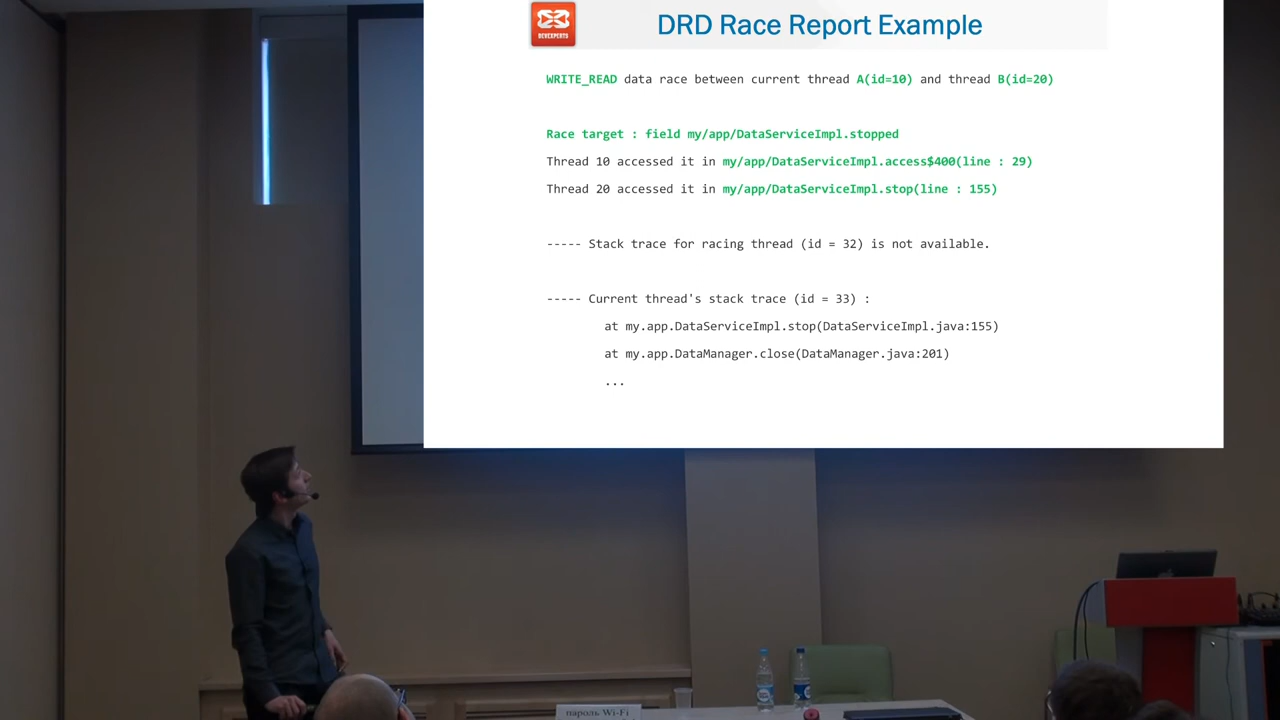 DEVEXPERTS
DRD Race Report Example
WRITE_READ data race between current thread A(id=10) and thread B(id=20)
Race target : field my/app/DataServiceImpl.stopped
Thread 10 accessed it in my/app/DataServiceImpl.access$400(line : 29)
Thread 20 accessed it in my/app/DataServiceImpl.stop(line : 155)
----- Stack trace for racing thread (id = 32) is not available.
----- Current thread's stack trace (id = 33) :
at my.app.DataServiceImpl.stop(DataServiceImpl.java:155)
at my.app.DataManager.close(DataManager.java:201)
...
пароль Wi-Fi